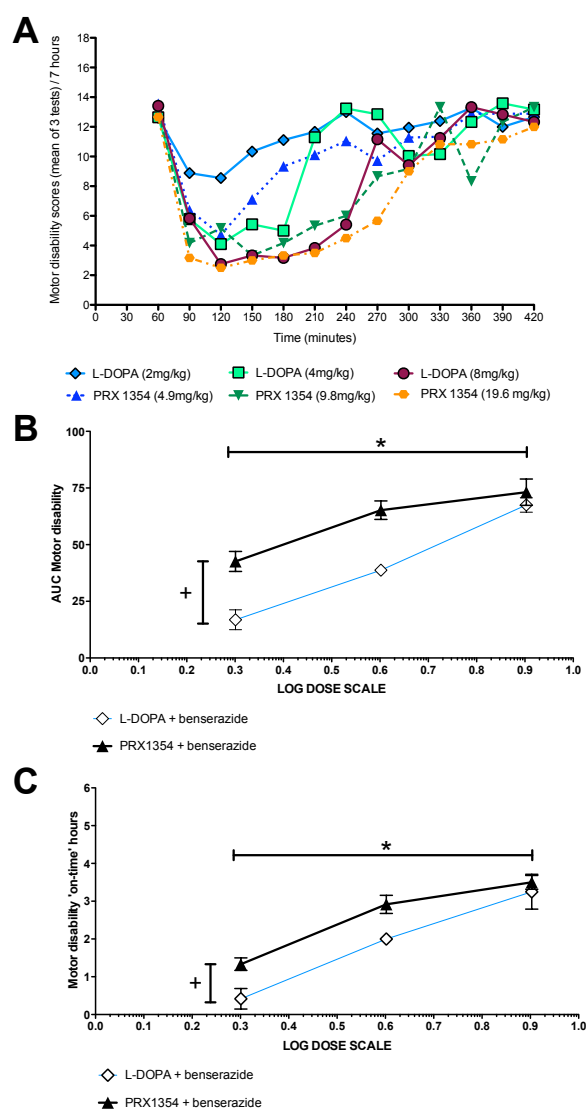 A
Motor disability scores (mean of 3 tests) / 7 hours
18
16
14
12
10
8
6
4
2
0
0 30 60 90 120 150 180 210 240 270 300 330 360 390 420
Time (minutes)
L-DOPA (2mg/kg) L-DOPA (4mg/kg) L-DOPA (8mg/kg)
PRX 1354 (4.9mg/kg) PRX 1354 (9.8mg/kg) PRX 1354 (19.6 mg/kg)
B
AUC Motor disability
100
75
50
25
0
*
+
0.0 0.1 0.2 0.3 0.4 0.5 0.6 0.7 0.8 0.9 1.0
LOG DOSE SCALE
L-DOPA + benserazide
PRX1354 + benserazide
C
Motor disability 'on-time' hours
6
5
4
3
2
1
0
*
+
0.0 0.1 0.2 0.3 0.4 0.5 0.6 0.7 0.8 0.9 1.0
LOG DOSE SCALE
L-DOPA + benserazide
PRX1354 + benserazide